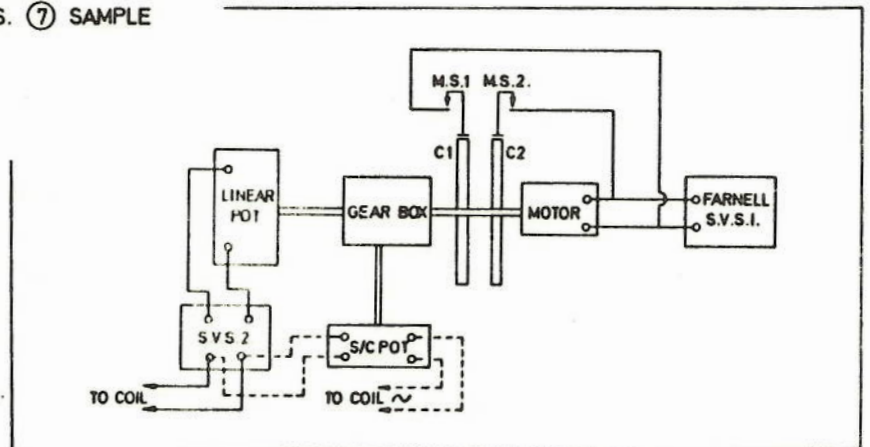 S. 7 SAMPLE
M.S.1 M.S.2.
C1 C2
LINEAR
POT
GEAR BOX
MOTOR
FARNELL
S.V.S.I.
S.V.S 2
S/C POT
TO COIL
TO COIL ~